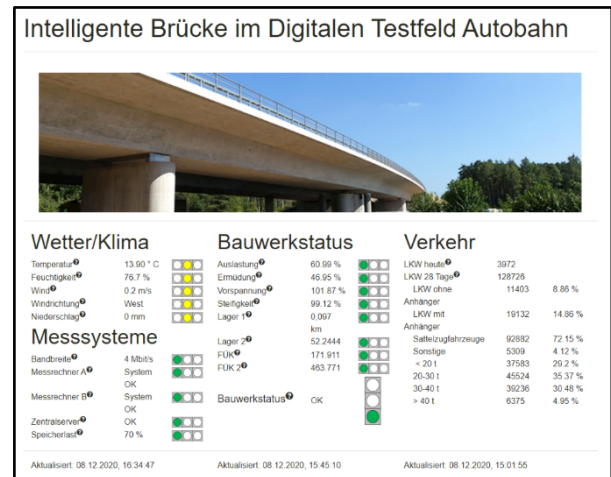 Intelligente Brücke im Digitalen Testfeld Autobahn
Wetter/Klima
Temperatur? 13.90 ° C
Feuchtigkeit? 76.7 %
Wind? 0.2 m/s
Windrichtung? West
Niederschlag? 0 mm
Messsysteme
Bandbreite? 4 Mbit/s
Messrechner A? System
OK
Messrechner B? System
OK
Zentralserver? OK
Speicherlast? 70 %
Aktualisiert: 08.12.2020, 16:34:47
Bauwerkstatus
Auslastung? 60.99 %
Ermüdung? 46.95 %
Vorspannung? 101.87 %
Steifigkeit? 99.12 %
Lager 1? 0,097
km
Lager 2? 52.2444
FÜK? 171.911
FÜK 2? 463.771
Bauwerkstatus? OK
Aktualisiert: 08.12.2020, 15:45:10
Verkehr
LKW heute? 3972
LKW 28 Tage? 128726
LKW ohne 11403 8.86 %
Anhänger
LKW mit 19132 14.86 %
Anhänger
Sattelzugfahrzeuge 92882 72.15 %
Sonstige 5309 4.12 %
< 20 t 37583 29.2 %
20-30 t 45524 35.37 %
30-40 t 39236 30.48 %
> 40 t 6375 4.95 %
Aktualisiert: 08.12.2020, 15:01:55